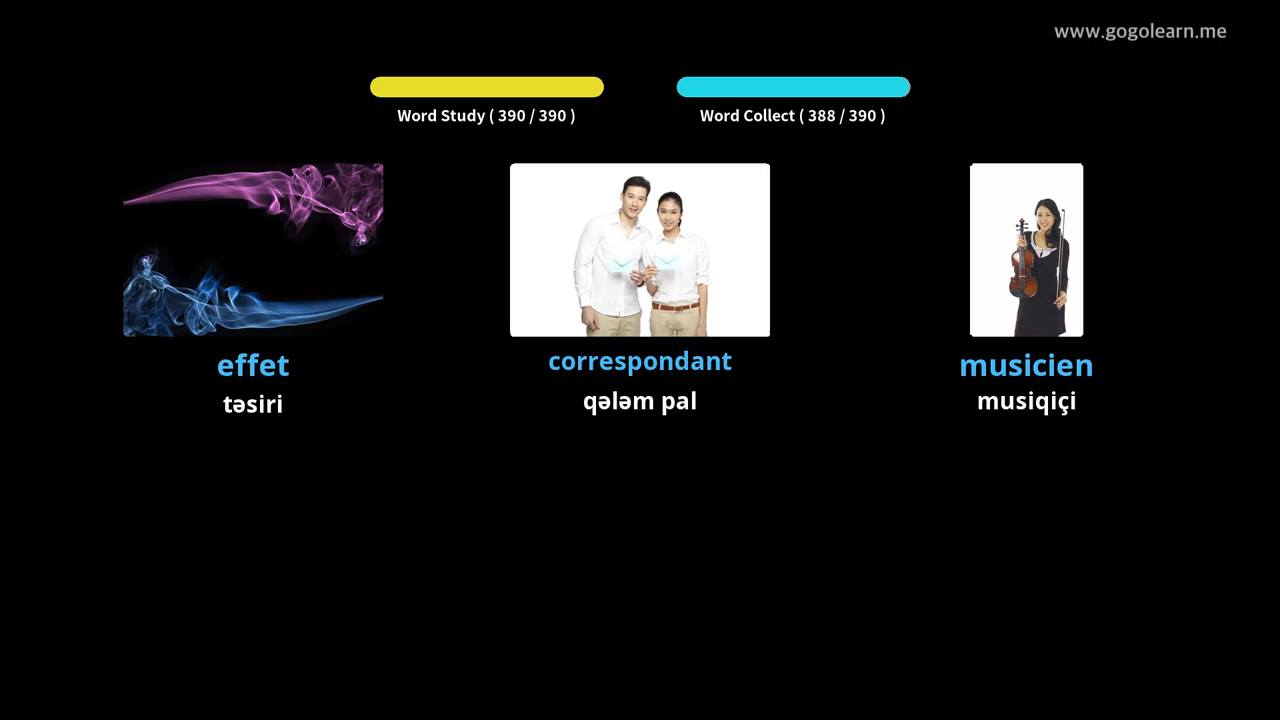 www.gogolearn.me
Word Study ( 390 / 390 )
Word Collect ( 388 / 390 )
effet
correspondant
musicien
təsiri
qələm pal
musiqiçi